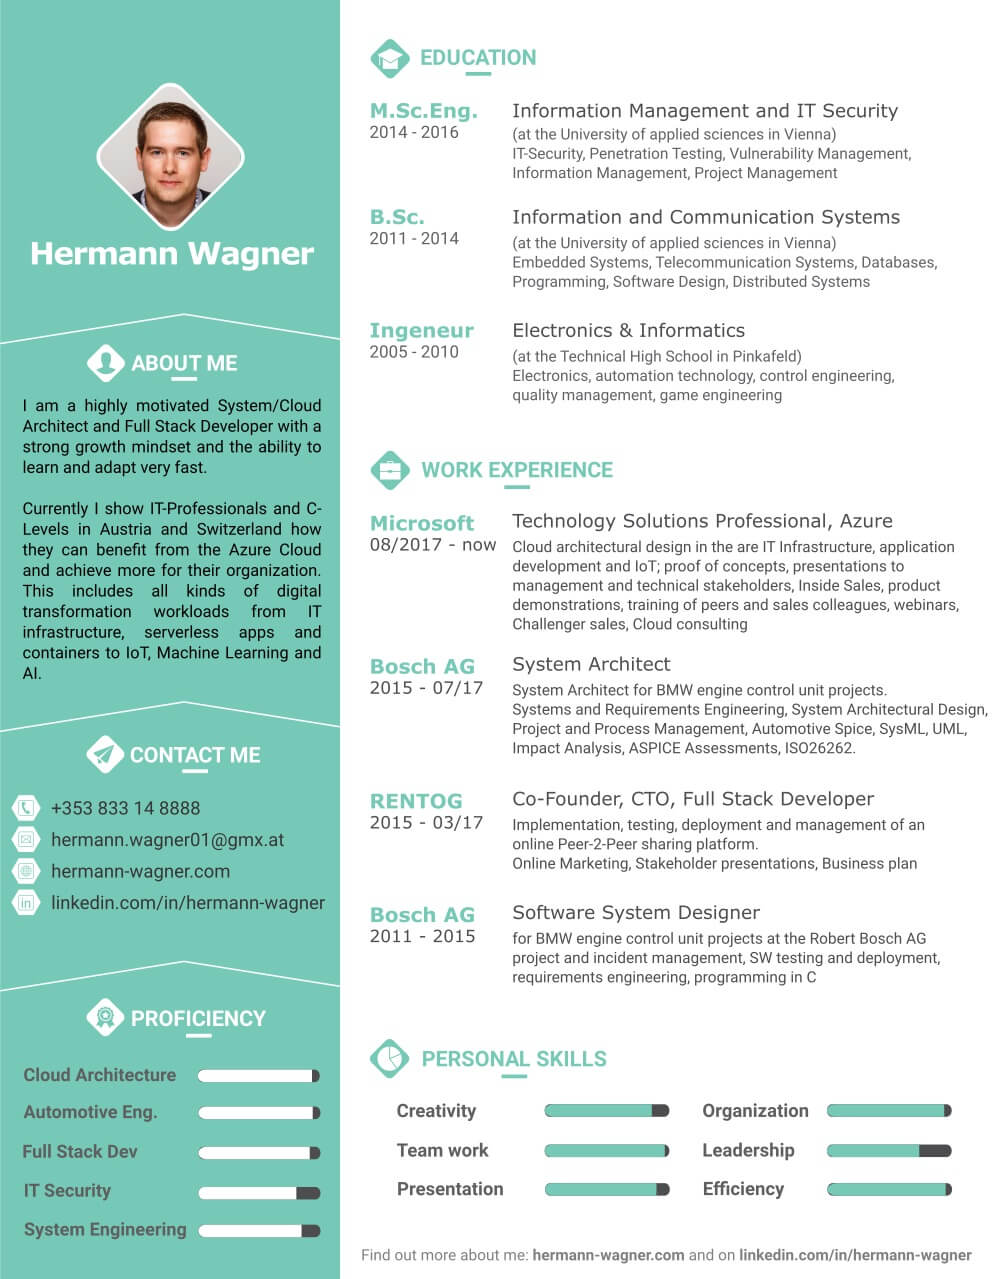 Hermann Wagner
ABOUT ME
I am a highly motivated System/Cloud
Architect and Full Stack Developer with a
strong growth mindset and the ability to
learn and adapt very fast.
Currently I show IT-Professionals and C-
Levels in Austria and Switzerland how
they can benefit from the Azure Cloud
and achieve more for their organization.
This includes all kinds of digital
transformation workloads from IT
infrastructure, serverless apps and
containers to IoT, Machine Learning and
AI.
CONTACT ME
+353 833 14 8888
hermann.wagner01@gmx.at
hermann-wagner.com
in linkedin.com/in/hermann-wagner
PROFICIENCY
Cloud Architecture
Automotive Eng.
Full Stack Dev
IT Security
System Engineering
EDUCATION
M.Sc.Eng. Information Management and IT Security
2014 - 2016 (at the University of applied sciences in Vienna)
IT-Security, Penetration Testing, Vulnerability Management,
Information Management, Project Management
B.Sc. Information and Communication Systems
2011 - 2014 (at the University of applied sciences in Vienna)
Embedded Systems, Telecommunication Systems, Databases,
Programming, Software Design, Distributed Systems
Ingeneur Electronics & Informatics
2005 - 2010 (at the Technical High School in Pinkafeld)
Electronics, automation technology, control engineering,
quality management, game engineering
WORK EXPERIENCE
Microsoft Technology Solutions Professional, Azure
08/2017 - now Cloud architectural design in the are IT Infrastructure, application
development and IoT; proof of concepts, presentations to
management and technical stakeholders, Inside Sales, product
demonstrations, training of peers and sales colleagues, webinars,
Challenger sales, Cloud consulting
Bosch AG System Architect
2015 - 07/17 System Architect for BMW engine control unit projects.
Systems and Requirements Engineering, System Architectural Design,
Project and Process Management, Automotive Spice, SysML, UML,
Impact Analysis, ASPICE Assessments, ISO26262.
RENTOG Co-Founder, CTO, Full Stack Developer
2015 - 03/17 Implementation, testing, deployment and management of an
online Peer-2-Peer sharing platform.
Online Marketing, Stakeholder presentations, Business plan
Bosch AG Software System Designer
2011 - 2015 for BMW engine control unit projects at the Robert Bosch AG
project and incident management, SW testing and deployment,
requirements engineering, programming in C
PERSONAL SKILLS
Creativity Organization
Team work Leadership
Presentation Efficiency
Find out more about me: hermann-wagner.com and on linkedin.com/in/hermann-wagner